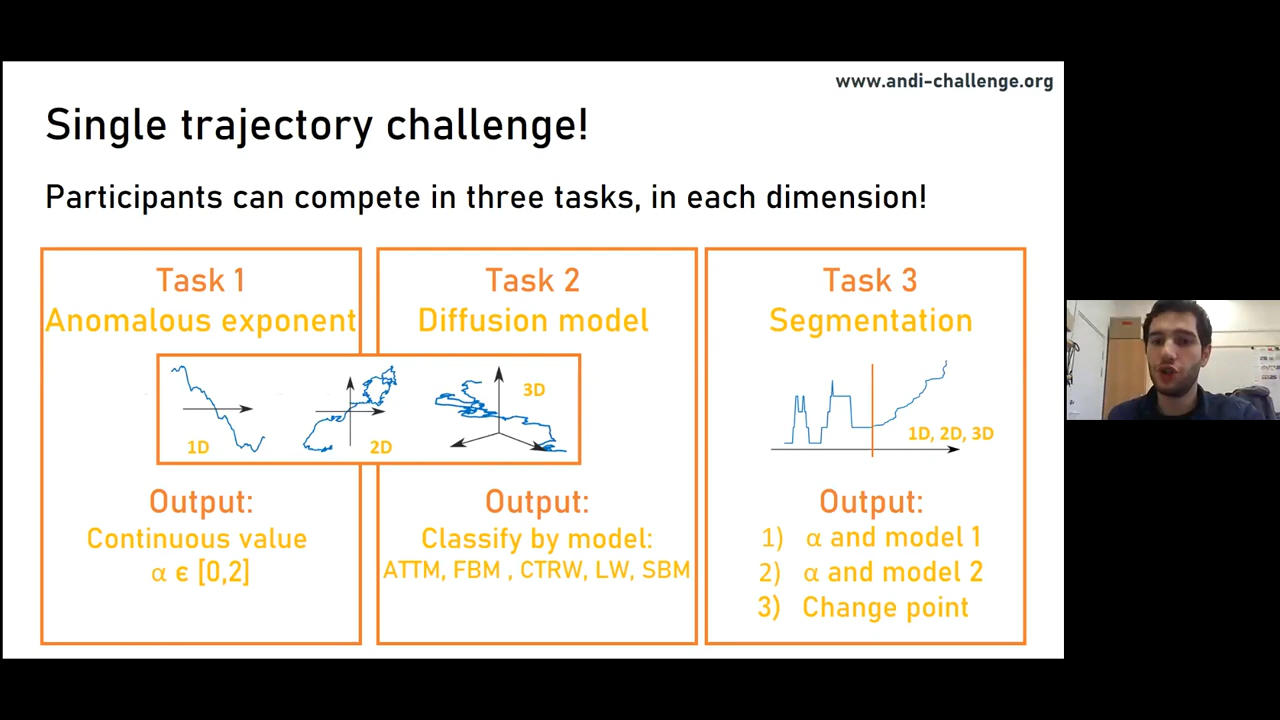 www.andi-challenge.org
Single trajectory challenge!
Participants can compete in three tasks, in each dimension!
Task 1
Anomalous exponent
1D
2D
Output:
Continuous value
α ϵ [0,2]
Task 2
Diffusion model
3D
Output:
Classify by model:
ATTM, FBM , CTRW, LW, SBM
Task 3
Segmentation
1D, 2D, 3D
Output:
1) α and model 1
2) α and model 2
3) Change point